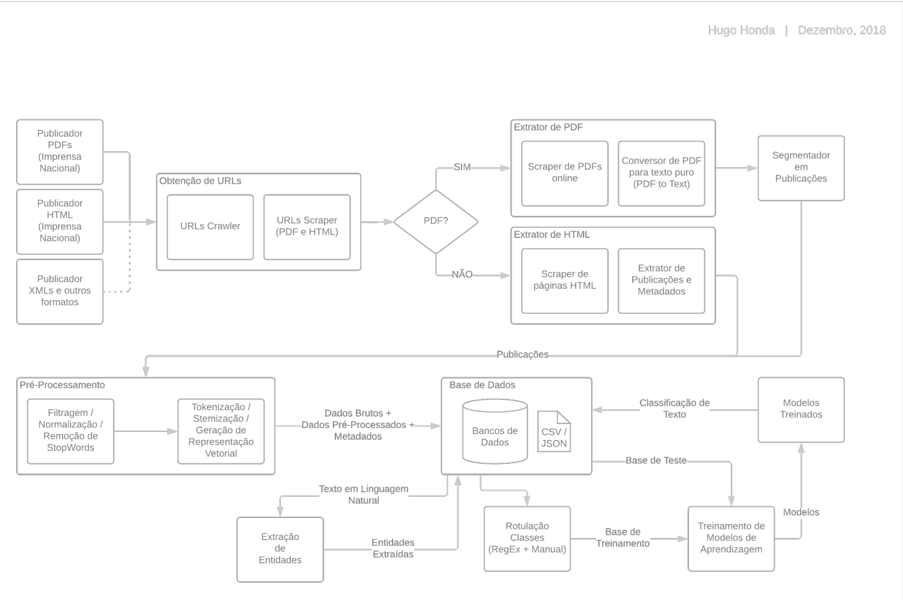 Hugo Honda | Dezembro, 2018
Publicador
PDFs
(Imprensa
Nacional)
Publicador
HTML
(Imprensa
Nacional)
Publicador
XMLs e outros
formatos
Obtenção de URLs
URLs Crawler
URLs Scraper
(PDF e HTML)
PDF?
SIM
NÃO
Extrator de PDF
Scraper de PDFs
online
Conversor de PDF
para texto puro
(PDF to Text)
Extrator de HTML
Scraper de
páginas HTML
Extrator de
Publicações e
Metadados
Segmentador
em
Publicações
Publicações
Pré-Processamento
Filtragem /
Normalização /
Remoção de
StopWords
Tokenização /
Stemização /
Geração de
Representação
Vetorial
Dados Brutos +
Dados Pré-Processados +
Metadados
Base de Dados
Bancos de
Dados
CSV /
JSON
Classificação de
Texto
Modelos
Treinados
Base de Teste
Texto em Linguagem
Natural
Extração
de
Entidades
Entidades
Extraídas
Rotulação
Classes
(RegEx + Manual)
Base de
Treinamento
Treinamento de
Modelos de
Aprendizagem
Modelos